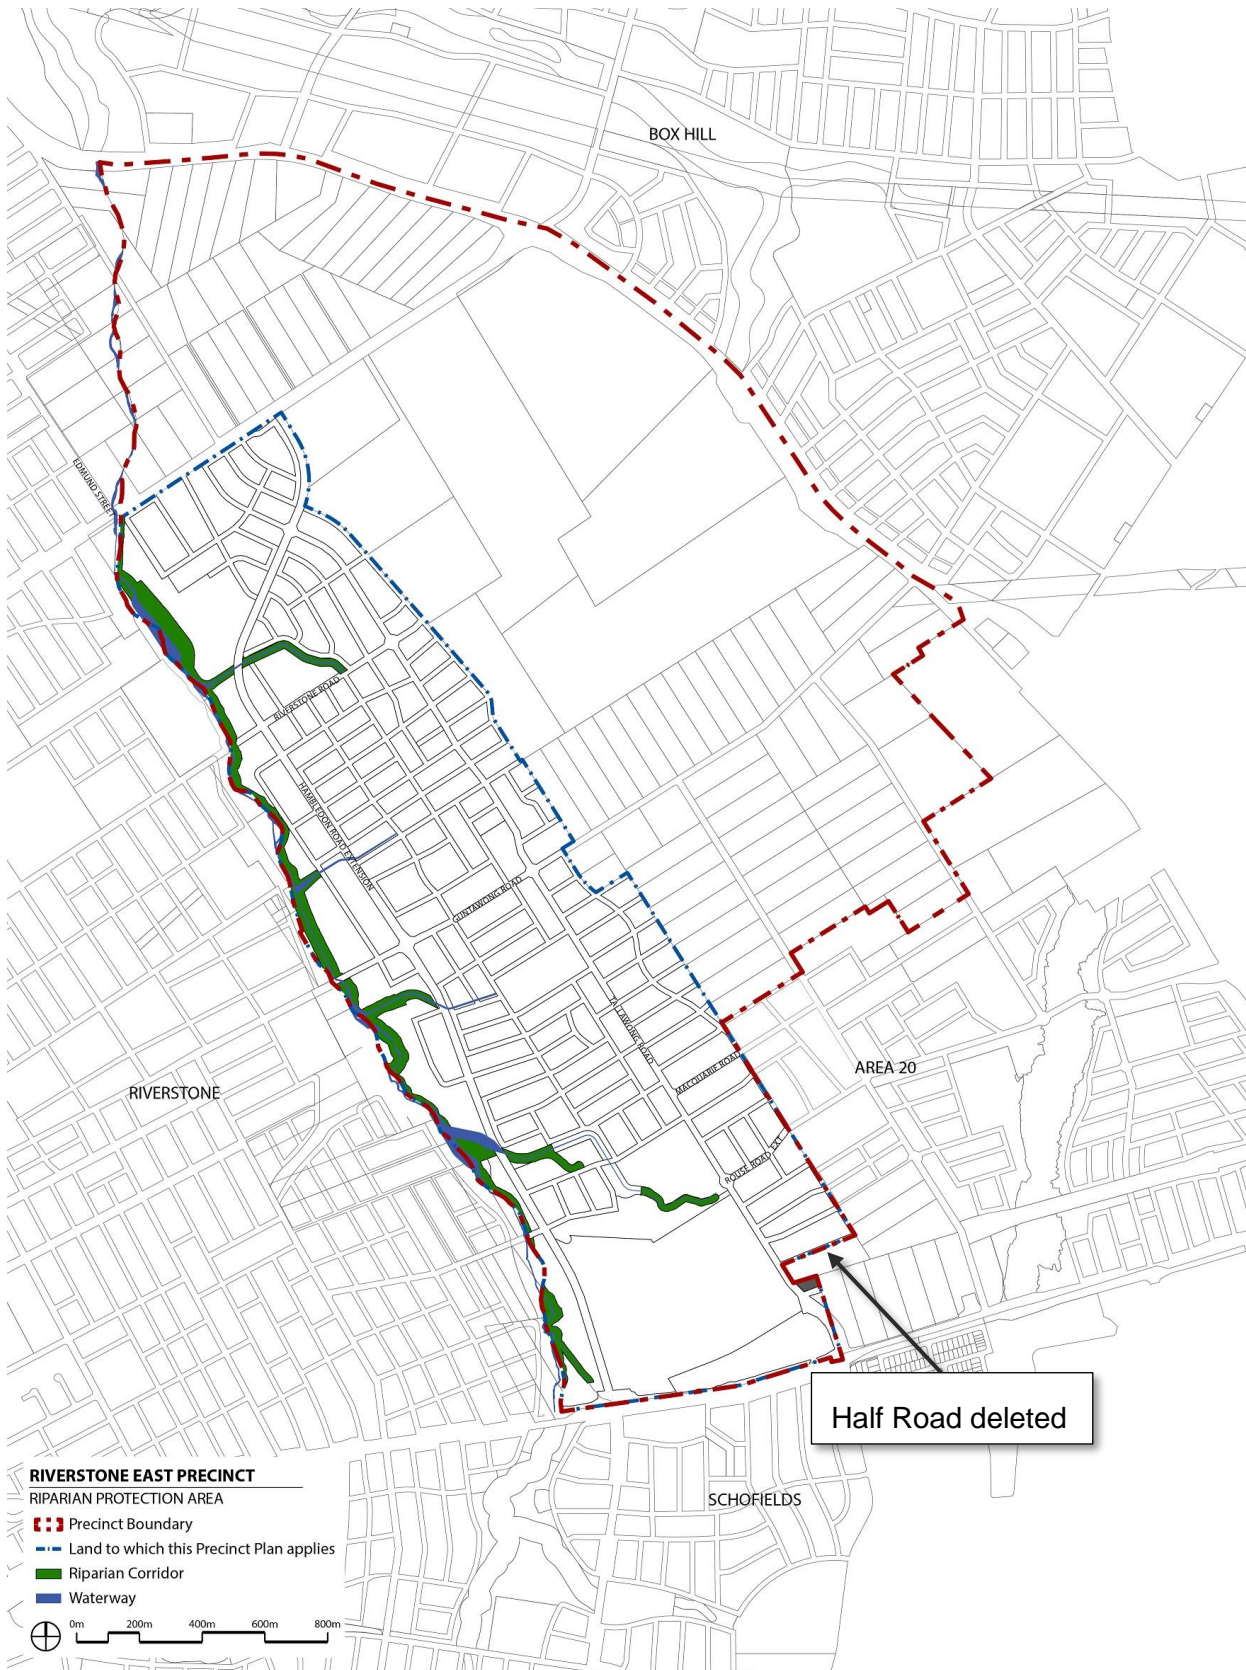 BOX HILL
EDMUND STREET
RIVERSTONE ROAD
HAMBLEDON ROAD EXTENSION
GUNTAWONG ROAD
TALLAWONG ROAD
MACQUARIE ROAD
AREA 20
RIVERSTONE
ROUSE ROAD EXT
Half Road deleted
SCHOFIELDS
RIVERSTONE EAST PRECINCT
RIPARIAN PROTECTION AREA
Precinct Boundary
Land to which this Precinct Plan applies
Riparian Corridor
Waterway
0m 200m 400m 600m 800m